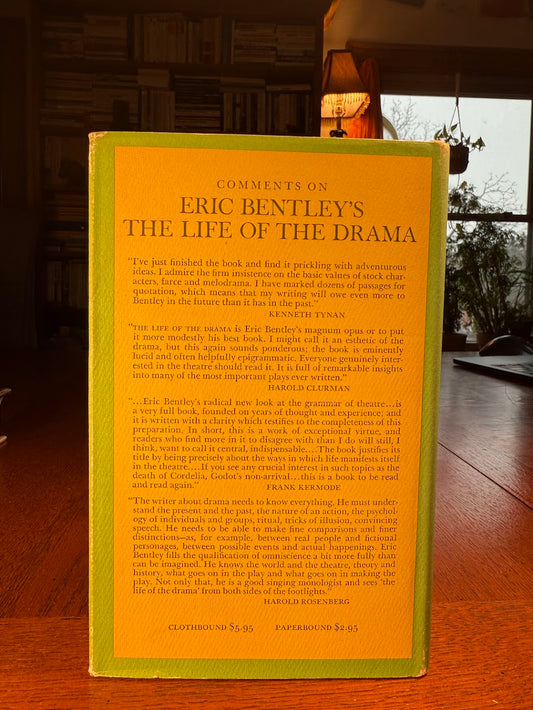 COMMENTS ON
ERIC BENTLEY'S
THE LIFE OF THE DRAMA
"I've just finished the book and find it prickling with adventurous
ideas. I admire the firm insistence on the basic values of stock char-
acters, farce and melodrama. I have marked dozens of passages for
quotation, which means that my writing will owe even more to
Bentley in the future than it has in the past."
KENNETH TYNAN
"THE LIFE OF THE DRAMA is Eric Bentley's magnum opus or to put
it more modestly his best book. I might call it an esthetic of the
drama, but this again sounds ponderous; the book is eminently
lucid and often helpfully epigrammatic. Everyone genuinely inter-
ested in the theatre should read it. It is full of remarkable insights
into many of the most important plays ever written."
HAROLD CLURMAN
"...Eric Bentley's radical new look at the grammar of theatre...is
a very full book, founded on years of thought and experience; and
it is written with a clarity which testifies to the completeness of this
preparation. In short, this is a work of exceptional virtue, and
readers who find more in it to disagree with than I do will still, I
think, want to call it central, indispensable....The book justifies its
title by being precisely about the ways in which life manifests itself
in the theatre....If you see any crucial interest in such topics as the
death of Cordelia, Godot's non-arrival...this is a book to be read
and read again."
FRANK KERMODE
"The writer about drama needs to know everything. He must under-
stand the present and the past, the nature of an action, the psychol-
ogy of individuals and groups, ritual, tricks of illusion, convincing
speech. He needs to be able to make fine comparisons and finer
distinctions—as, for example, between real people and fictional
personages, between possible events and actual happenings. Eric
Bentley fills the qualification of omniscience a bit more fully than
can be imagined. He knows the world and the theatre, theory and
history, what goes on in the play and what goes on in making the
play. Not only that, he is a good singing monologist and sees 'the
life of the drama' from both sides of the footlights."
HAROLD ROSENBERG
CLOTHBOUND $5.95 PAPERBOUND $2.95